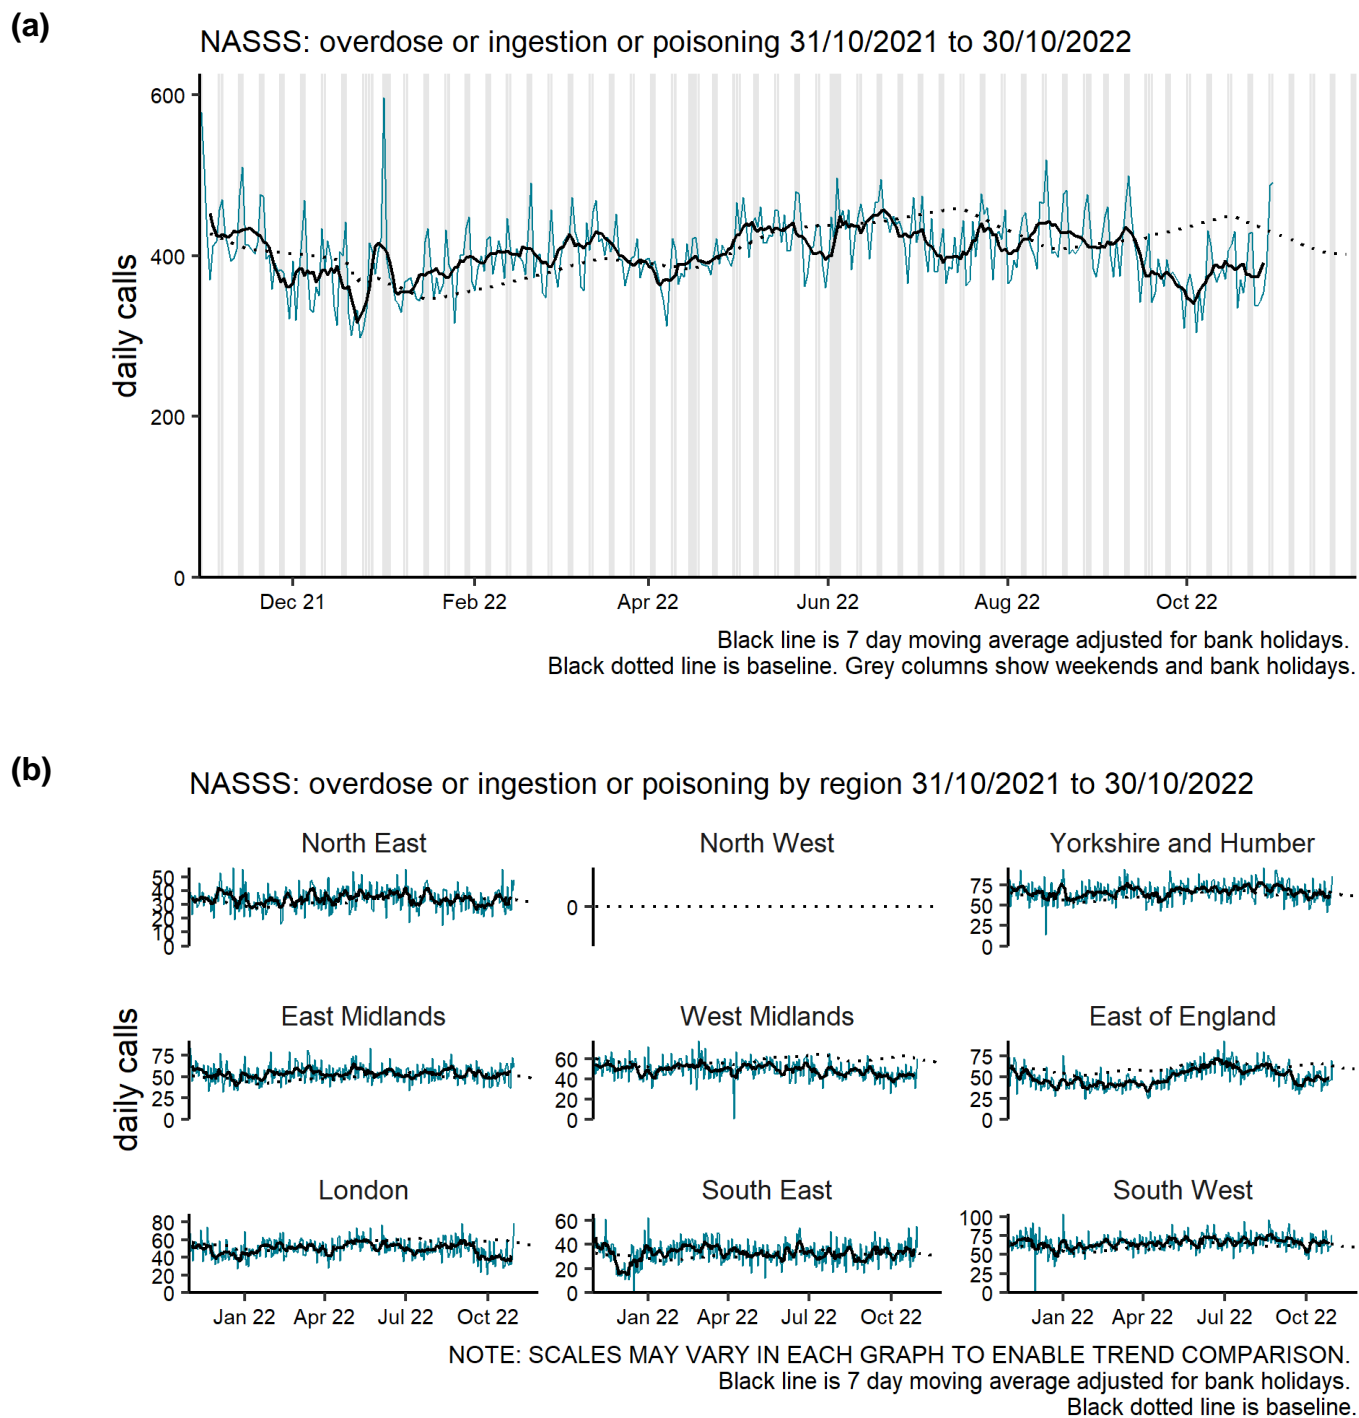 (a)
NASSS: overdose or ingestion or poisoning 31/10/2021 to 30/10/2022
600
400
200
0
daily calls
Dec 21
Feb 22
Apr 22
Jun 22
Aug 22
Oct 22
Black line is 7 day moving average adjusted for bank holidays.
Black dotted line is baseline. Grey columns show weekends and bank holidays.
(b)
NASSS: overdose or ingestion or poisoning by region 31/10/2021 to 30/10/2022
daily calls
North East
50
40
30
20
10
0
North West
0
Yorkshire and Humber
75
50
25
0
East Midlands
75
50
25
0
West Midlands
60
40
20
0
East of England
75
50
25
0
London
80
60
40
20
0
South East
60
40
20
0
South West
100
75
50
25
0
Jan 22
Apr 22
Jul 22
Oct 22
Jan 22
Apr 22
Jul 22
Oct 22
Jan 22
Apr 22
Jul 22
Oct 22
NOTE: SCALES MAY VARY IN EACH GRAPH TO ENABLE TREND COMPARISON.
Black line is 7 day moving average adjusted for bank holidays.
Black dotted line is baseline.